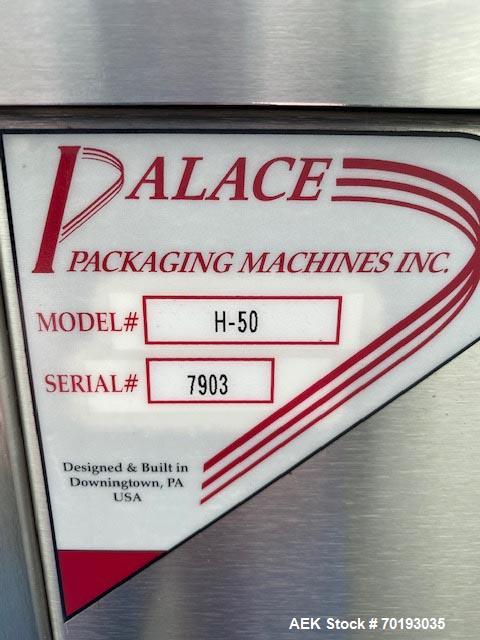 PALACE
PACKAGING MACHINES INC.
MODEL# H-50
SERIAL# 7903
Designed & Built in
Downingtown, PA
USA
AEK Stock # 70193035